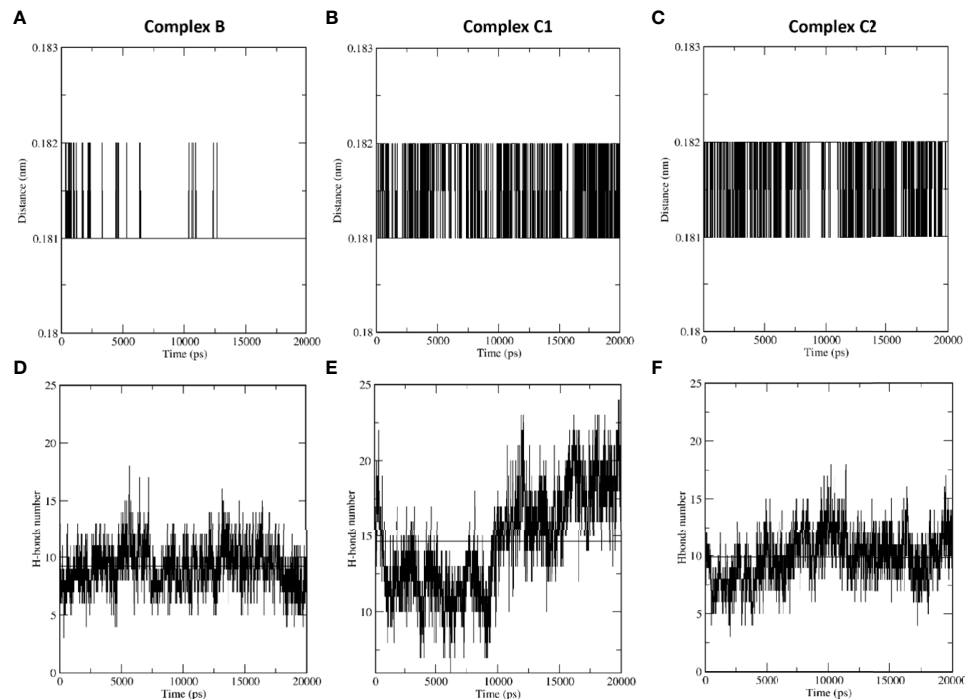 A
Complex B
0.183
0.182
0.181
0.18
Distance (nm)
0
5000
10000
15000
20000
Time (ps)
B
Complex C1
0.183
0.182
0.181
0.18
Distance (nm)
0
5000
10000
15000
20000
Time (ps)
C
Complex C2
0.183
0.182
0.181
0.18
Distance (nm)
0
5000
10000
15000
20000
Time (ps)
D
25
20
15
10
5
0
H-bonds number
0
5000
10000
15000
20000
Time (ps)
E
25
20
15
10
H-bonds number
0
5000
10000
15000
20000
Time (ps)
F
25
20
15
10
5
0
Hbonds number
0
5000
10000
15000
20000
Time (ps)